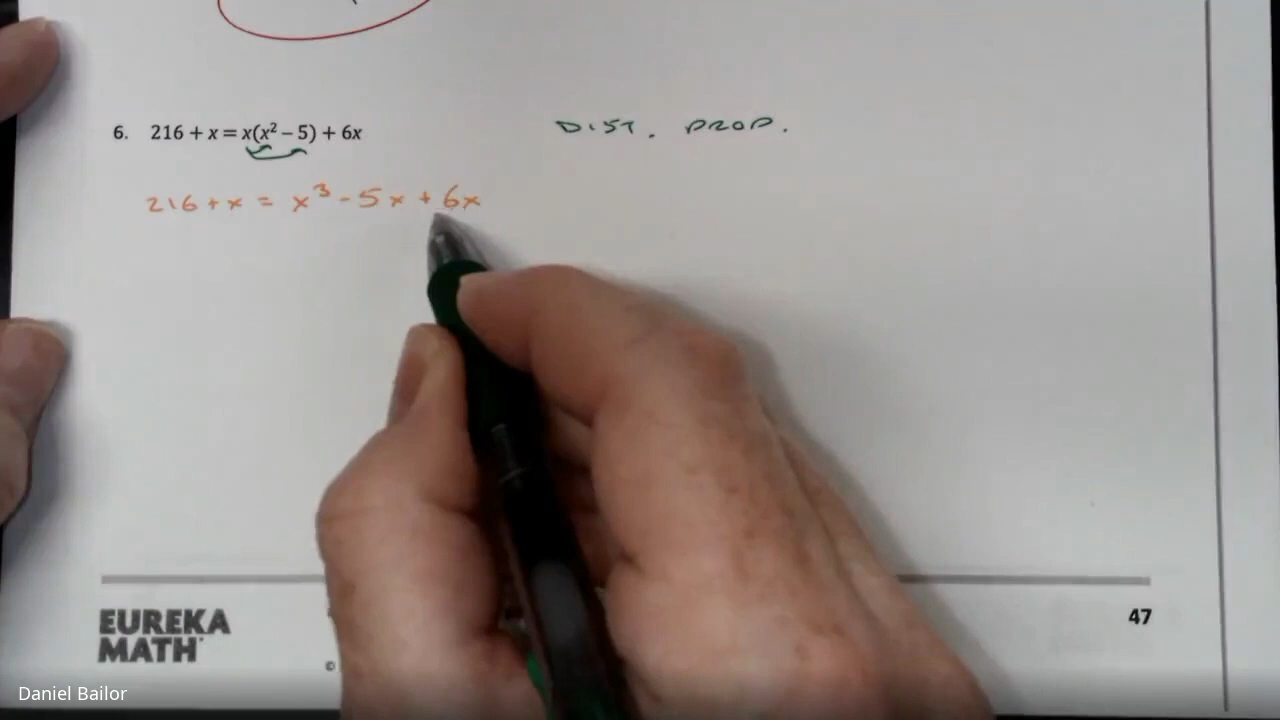 6. 216 + x = x(x² − 5) + 6x
DIST. PROP.
216 + x = x³ - 5x + 6x
EUREKA
MATH
47
©
Daniel Bailor